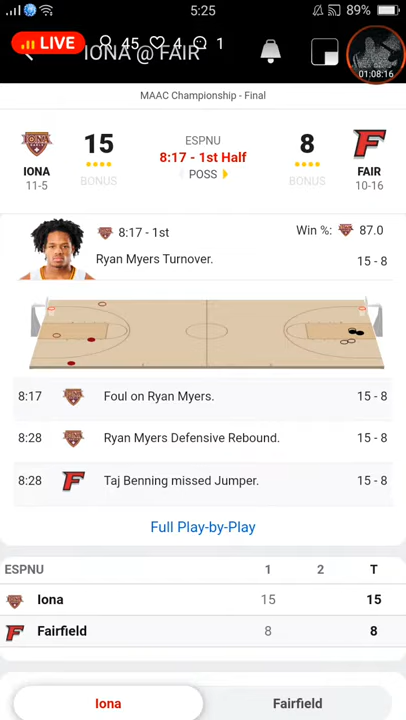 5:25
89%
LIVE
45
4
1
IONA @ FAIR
01:08:16
MAAC Championship - Final
IONA
11-5
15
BONUS
ESPNU
8:17 - 1st Half
POSS
8
BONUS
FAIR
10-16
8:17 - 1st
Win %: 87.0
Ryan Myers Turnover.
15 - 8
8:17 Foul on Ryan Myers. 15 - 8
8:28 Ryan Myers Defensive Rebound. 15 - 8
8:28 Taj Benning missed Jumper. 15 - 8
Full Play-by-Play
ESPNU 1 2 T
Iona 15 15
Fairfield 8 8
Iona
Fairfield